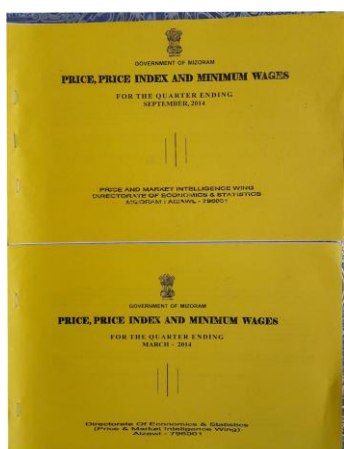 GOVERNMENT OF MIZORAM
PRICE, PRICE INDEX AND MINIMUM WAGES
FOR THE QUARTER ENDING
SEPTEMBER, 2014
PRICE AND MARKET INTELLIGENCE WING
DIRECTORATE OF ECONOMICS & STATISTICS
MIZORAM : AIZAWL - 796001
GOVERNMENT OF MIZORAM
PRICE, PRICE INDEX AND MINIMUM WAGES
FOR THE QUARTER ENDING
MARCH - 2014
Directorate Of Economics & Statistics
(Price & Market Intelligence Wing)
Aizawl - 796001